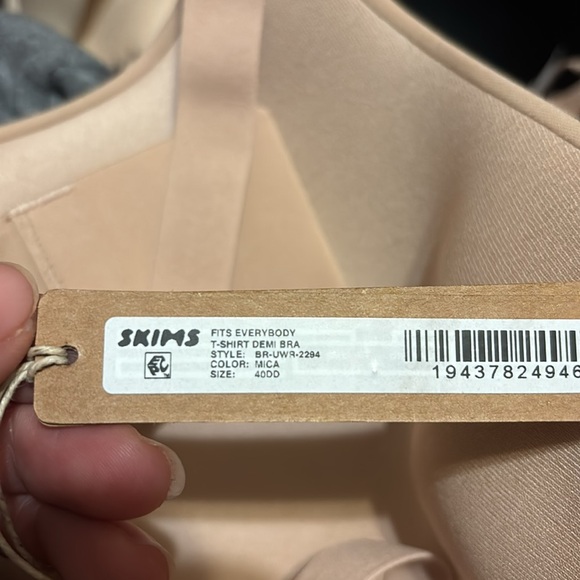 SKIMS
FITS EVERYBODY
T-SHIRT DEMI BRA
STYLE: BR-UWR-2294
COLOR: MICA
SIZE: 40DD
19437824946